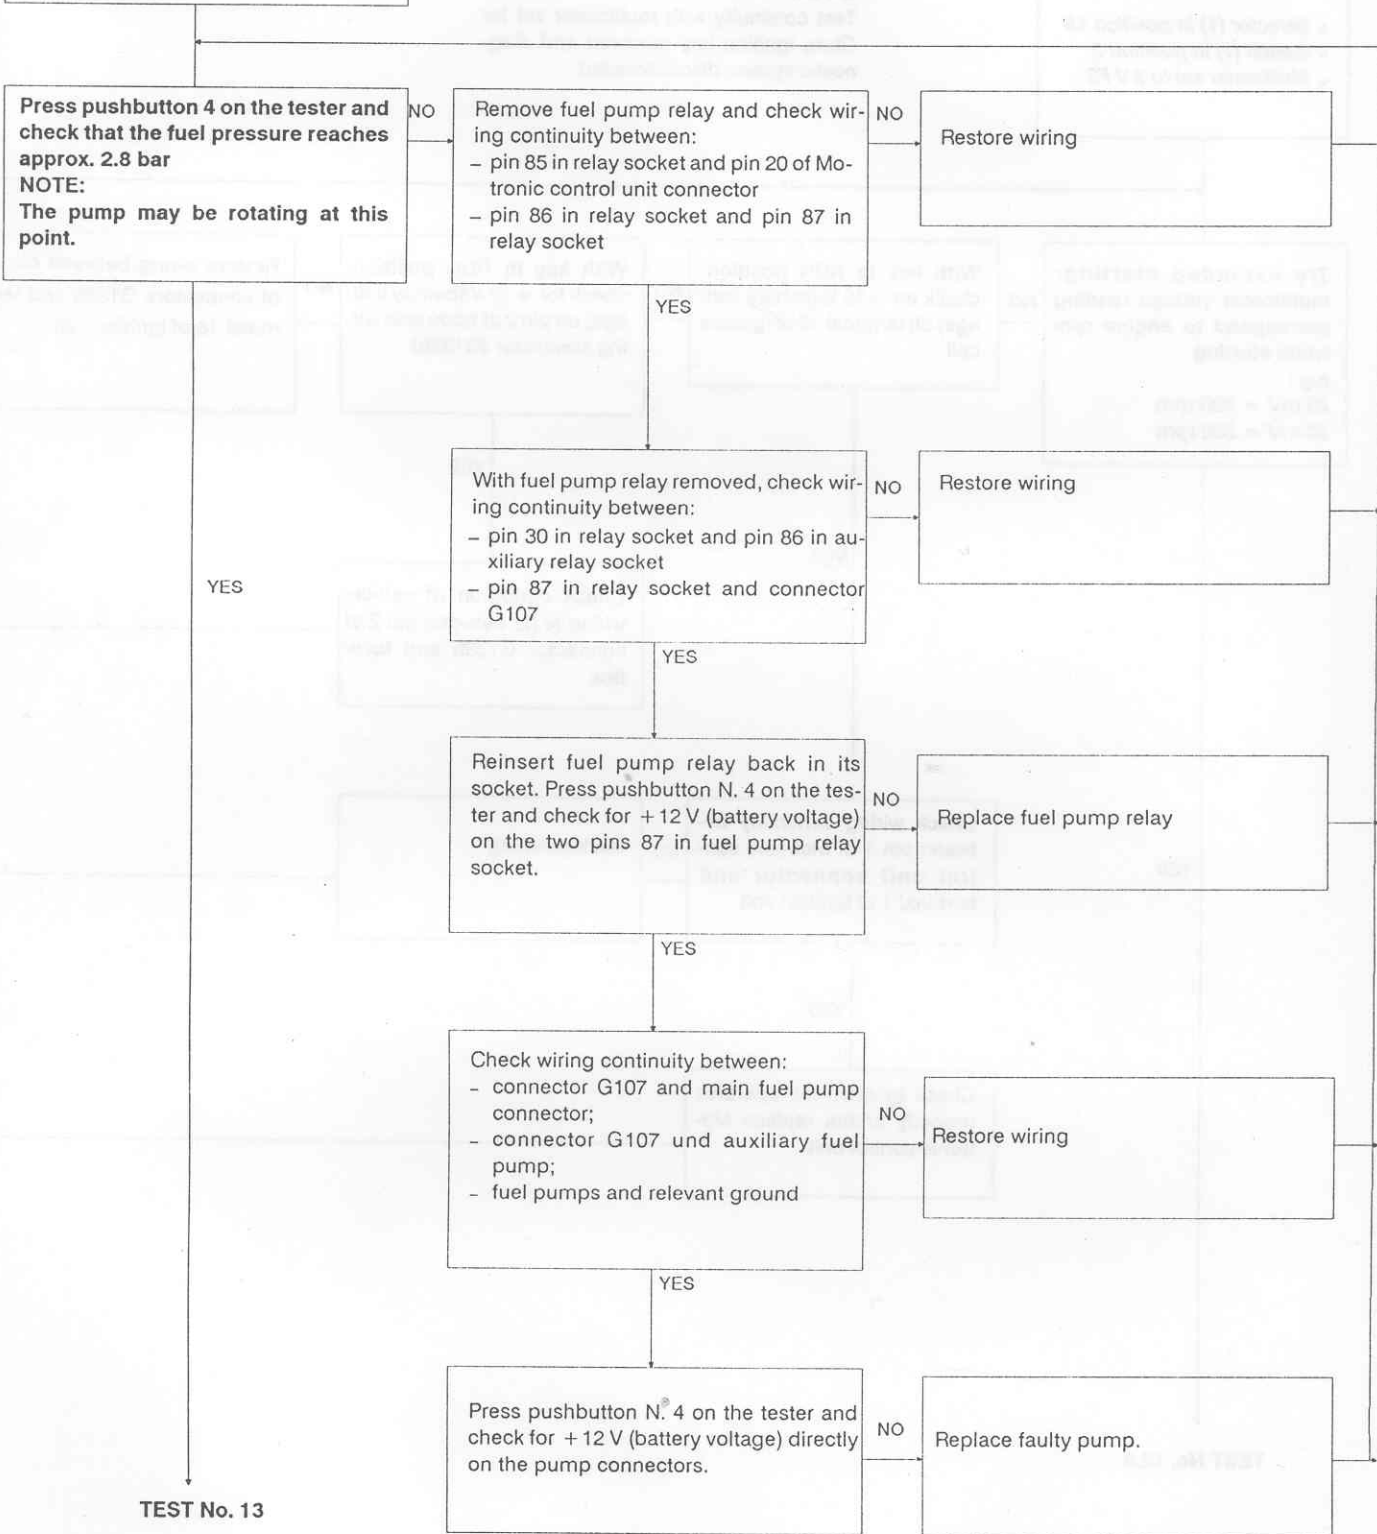 Press pushbutton 4 on the tester and
check that the fuel pressure reaches
approx. 2.8 bar
NOTE:
The pump may be rotating at this
point.
NO
Remove fuel pump relay and check wir-
ing continuity between:
– pin 85 in relay socket and pin 20 of Mo-
tronic control unit connector
– pin 86 in relay socket and pin 87 in
relay socket
NO
Restore wiring
YES
With fuel pump relay removed, check wir-
ing continuity between:
– pin 30 in relay socket and pin 86 in au-
xiliary relay socket
– pin 87 in relay socket and connector
G107
NO
Restore wiring
YES
YES
Reinsert fuel pump relay back in its
socket. Press pushbutton N. 4 on the tes-
ter and check for +12 V (battery voltage)
on the two pins 87 in fuel pump relay
socket.
NO
Replace fuel pump relay
YES
Check wiring continuity between:
– connector G107 and main fuel pump
connector;
– connector G107 und auxiliary fuel
pump;
– fuel pumps and relevant ground
NO
Restore wiring
YES
Press pushbutton N. 4 on the tester and
check for +12 V (battery voltage) directly
on the pump connectors.
NO
Replace faulty pump.
TEST No. 13